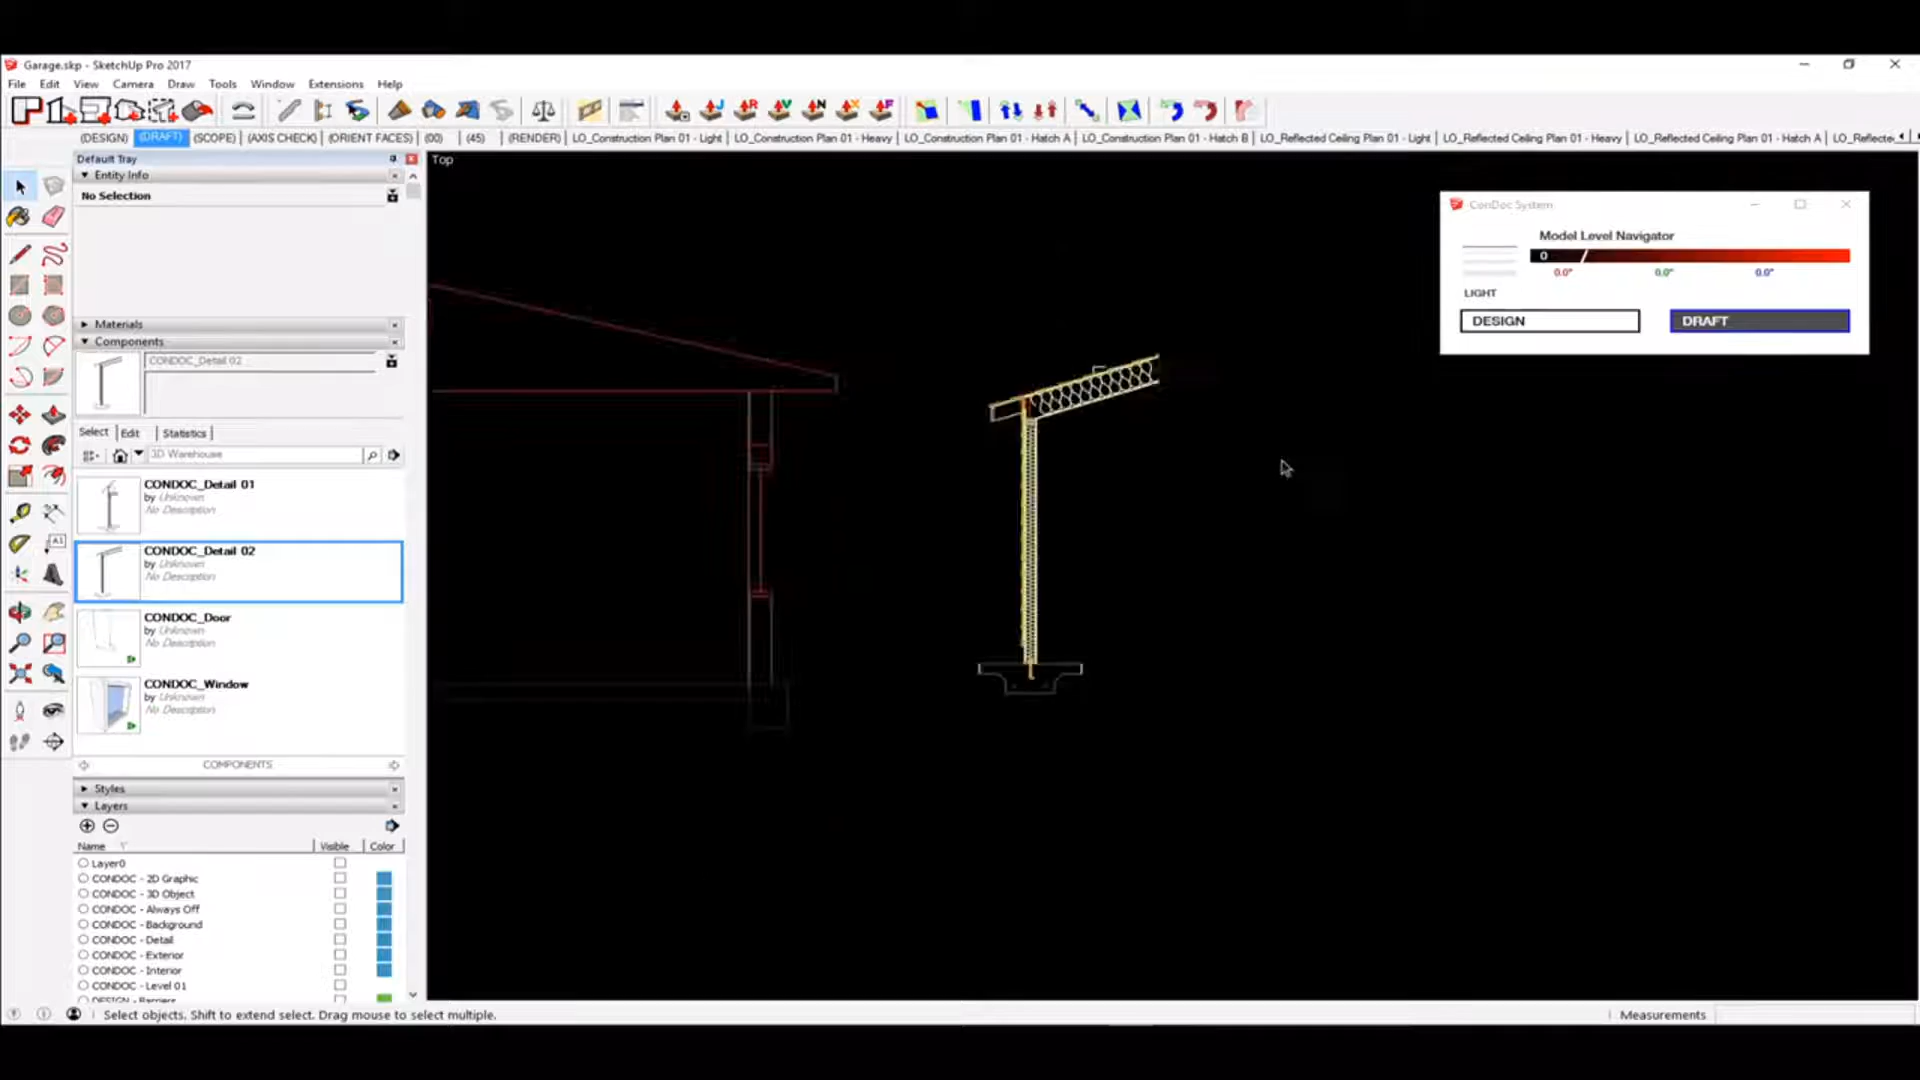 Garage.skp - SketchUp Pro 2017
File Edit View Camera Draw Tools Window Extensions Help
(DESIGN) (DRAFT) (SCOPE) (AXIS CHECK) (ORIENT FACES) (00) (45) (RENDER) LO_Construction Plan 01 - Light LO_Construction Plan 01 - Heavy LO_Construction Plan 01 - Hatch A LO_Construction Plan 01 - Hatch B LO_Reflected Ceiling Plan 01 - Light LO_Reflected Ceiling Plan 01 - Heavy LO_Reflected Ceiling Plan 01 - Hatch A LO_Reflecte
Default Tray
Top
Entity Info
No Selection
ConDoc System
Model Level Navigator
0
0.0" 0.0" 0.0"
LIGHT
DESIGN DRAFT
Materials
Components
CONDOC_Detail 02
Select Edit Statistics
3D Warehouse
CONDOC_Detail 01
by Unknown
No Description
CONDOC_Detail 02
by Unknown
No Description
CONDOC_Door
by Unknown
No Description
CONDOC_Window
by Unknown
No Description
COMPONENTS
Styles
Layers
Name Visible Color
Layer0
CONDOC - 2D Graphic
CONDOC - 3D Object
CONDOC - Always Off
CONDOC - Background
CONDOC - Detail
CONDOC - Exterior
CONDOC - Interior
CONDOC - Level 01
DESIGN - Barriers
Select objects. Shift to extend select. Drag mouse to select multiple.
Measurements